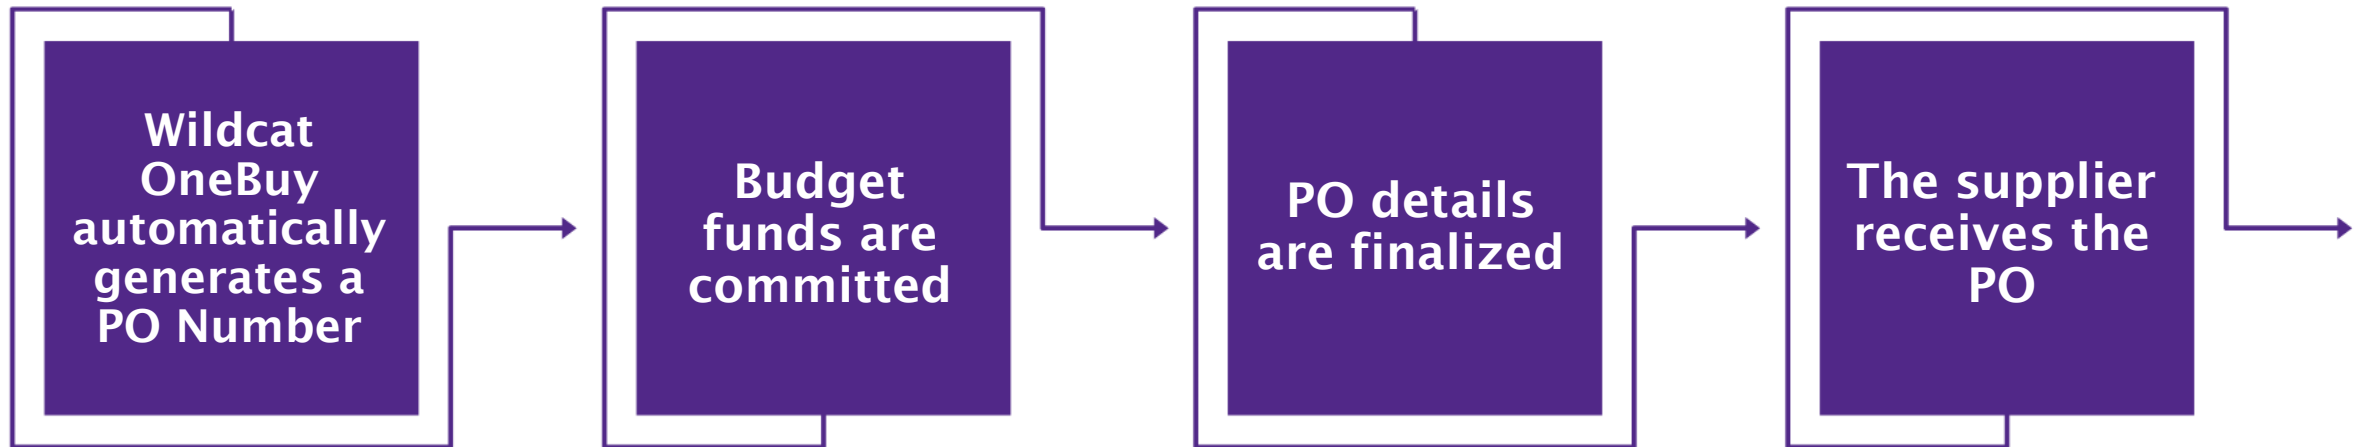 Wildcat
OneBuy
automatically
generates a
PO Number
Budget
funds are
committed
PO details
are finalized
The supplier
receives the
PO